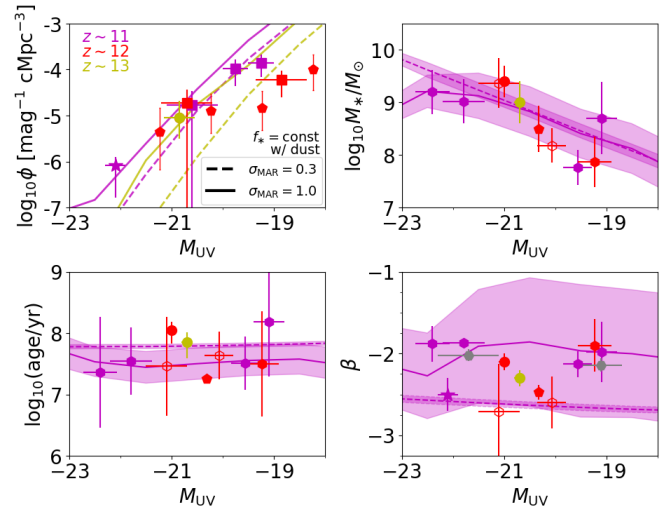 -3
z ~ 11
z ~ 12
z ~ 13
-4
-5
-6
-7
log₁₀ϕ [mag⁻¹ cMpc⁻³]
f* = const
w/ dust
σMAR = 0.3
σMAR = 1.0
-23 -21 -19
MUV
10
9
8
7
log₁₀M*/M⊙
-23 -21 -19
MUV
9
8
7
6
log₁₀(age/yr)
-23 -21 -19
MUV
-1
-2
-3
β
-23 -21 -19
MUV